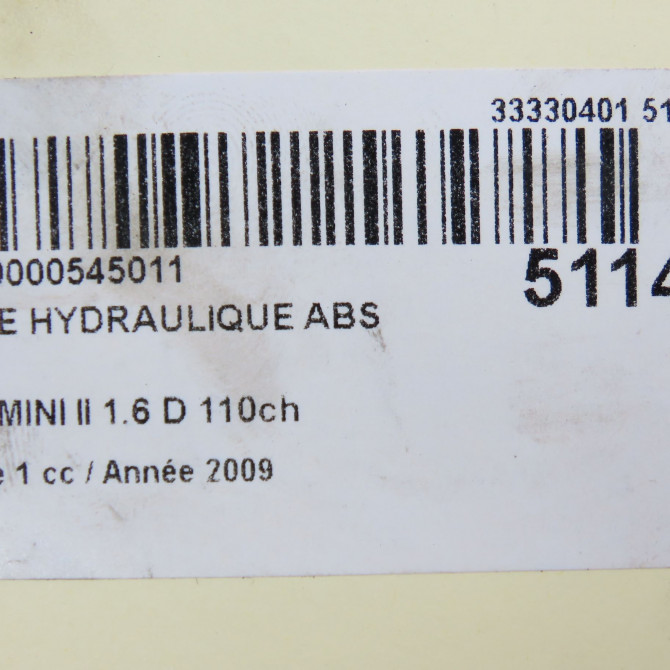 33330401 51
0000545011
5114
E HYDRAULIQUE ABS
MINI II 1.6 D 110ch
e 1 cc / Année 2009